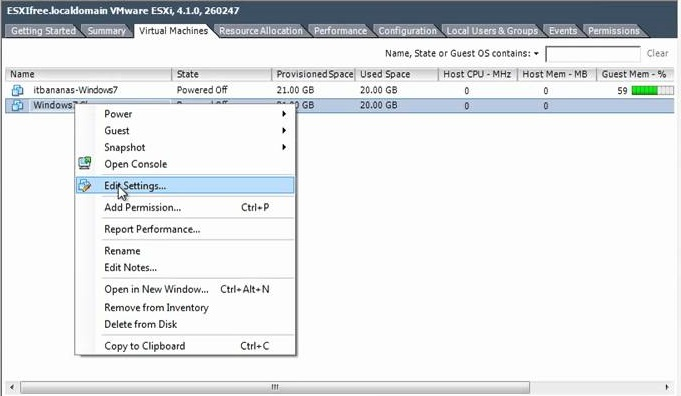 ESXIfree.localdomain VMware ESXi, 4.1.0, 260247
Getting Started Summary Virtual Machines Resource Allocation Performance Configuration Local Users & Groups Events Permissions
Name, State or Guest OS contains: Clear
Name State Provisioned Space Used Space Host CPU - MHz Host Mem - MB Guest Mem - %
itbananas-Windows7 Powered Off 21.00 GB 20.00 GB 0 0 59
Windows7 Powered Off 21.00 GB 20.00 GB 0 0
Power
Guest
Snapshot
Open Console
Edit Settings...
Add Permission... Ctrl+P
Report Performance...
Rename
Edit Notes...
Open in New Window... Ctrl+Alt+N
Remove from Inventory
Delete from Disk
Copy to Clipboard Ctrl+C